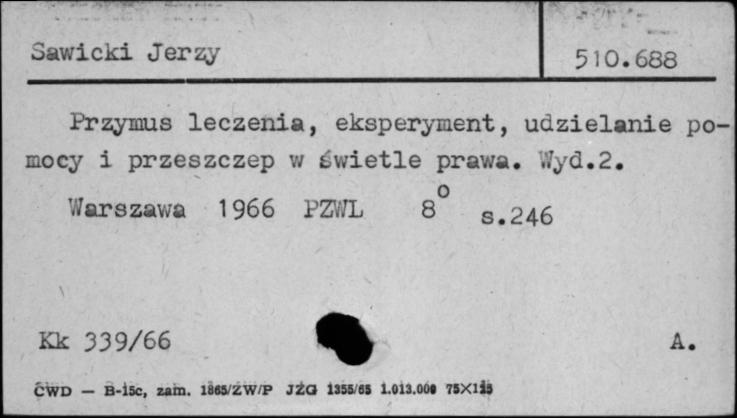 Sawicki Jerzy
510.688
Przymus leczenia, eksperyment, udzielanie po-
mocy i przeszczep w świetle prawa. Wyd.2.
Warszawa 1966 PZWL 8° s.246
Kk 339/66
A.
CWD — B-15c, zam. 1865/ZW/P JZG 1355/65 1.013.000 75X125